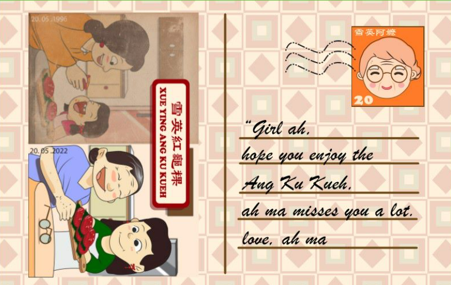 20.05.1996
雪英紅龜粿
XUE YING ANG KU KUEH
20.05.2022
雪英阿嬤
20
"Girl ah,
hope you enjoy the
Ang Ku Kueh,
ah ma misses you a lot.
love, ah ma